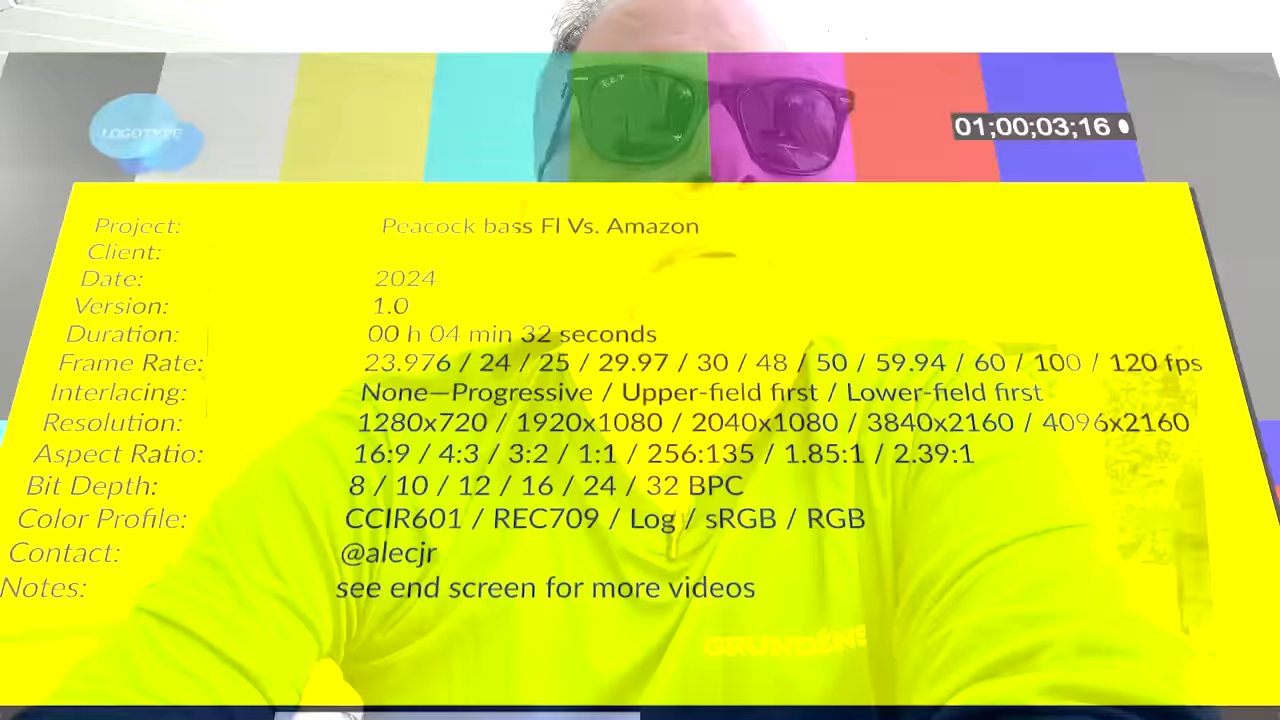 Ray-Ban
LOGOTYPE
01;00;03;16
Project: Peacock bass Fl Vs. Amazon
Client:
Date: 2024
Version: 1.0
Duration: 00 h 04 min 32 seconds
Frame Rate: 23.976 / 24 / 25 / 29.97 / 30 / 48 / 50 / 59.94 / 60 / 100 / 120 fps
Interlacing: None—Progressive / Upper-field first / Lower-field first
Resolution: 1280x720 / 1920x1080 / 2040x1080 / 3840x2160 / 4096x2160
Aspect Ratio: 16:9 / 4:3 / 3:2 / 1:1 / 256:135 / 1.85:1 / 2.39:1
Bit Depth: 8 / 10 / 12 / 16 / 24 / 32 BPC
Color Profile: CCIR601 / REC709 / Log / sRGB / RGB
Contact: @alecjr
Notes: see end screen for more videos
GRUNDÉNS